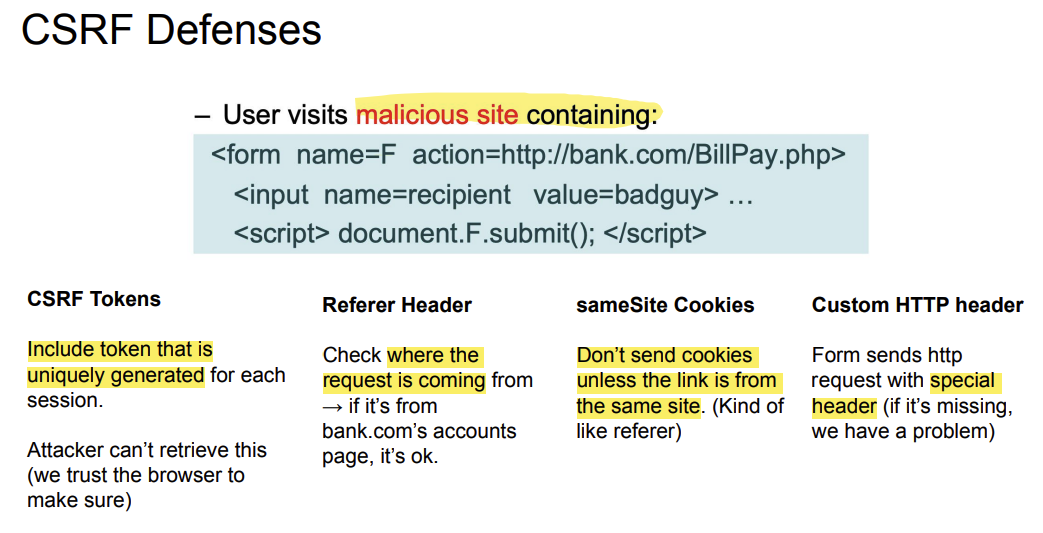 CSRF Defenses
– User visits malicious site containing:
<form name=F action=http://bank.com/BillPay.php>
<input name=recipient value=badguy> …
<script> document.F.submit(); </script>
CSRF Tokens
Include token that is
uniquely generated for each
session.
Attacker can’t retrieve this
(we trust the browser to
make sure)
Referer Header
Check where the
request is coming from
→ if it’s from
bank.com’s accounts
page, it’s ok.
sameSite Cookies
Don’t send cookies
unless the link is from
the same site. (Kind of
like referer)
Custom HTTP header
Form sends http
request with special
header (if it’s missing,
we have a problem)